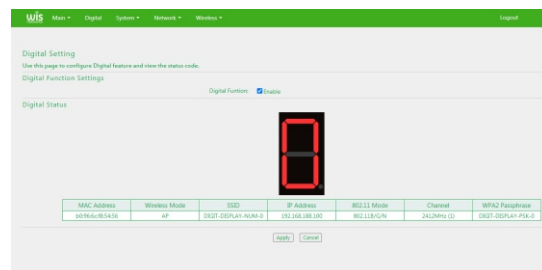 wis Main Digital System Network Wireless Logout
Digital Setting
Use this page to configure Digital feature and view the status code.
Digital Function Settings
Digital Funtion: Enable
Digital Status
0
MAC Address Wireless Mode SSID IP Address 802.11 Mode Channel WPA2 Passphrase
AP DIGIT-DISPLAY-NUM-0 192.168.188.100 802.11B/G/N 2412MHz (1) DIGIT-DISPLAY-PSK-0
Apply Cancel